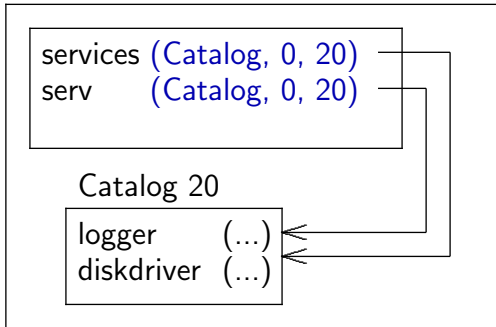 services (Catalog, 0, 20)
serv (Catalog, 0, 20)
Catalog 20
logger (...)
diskdriver (...)